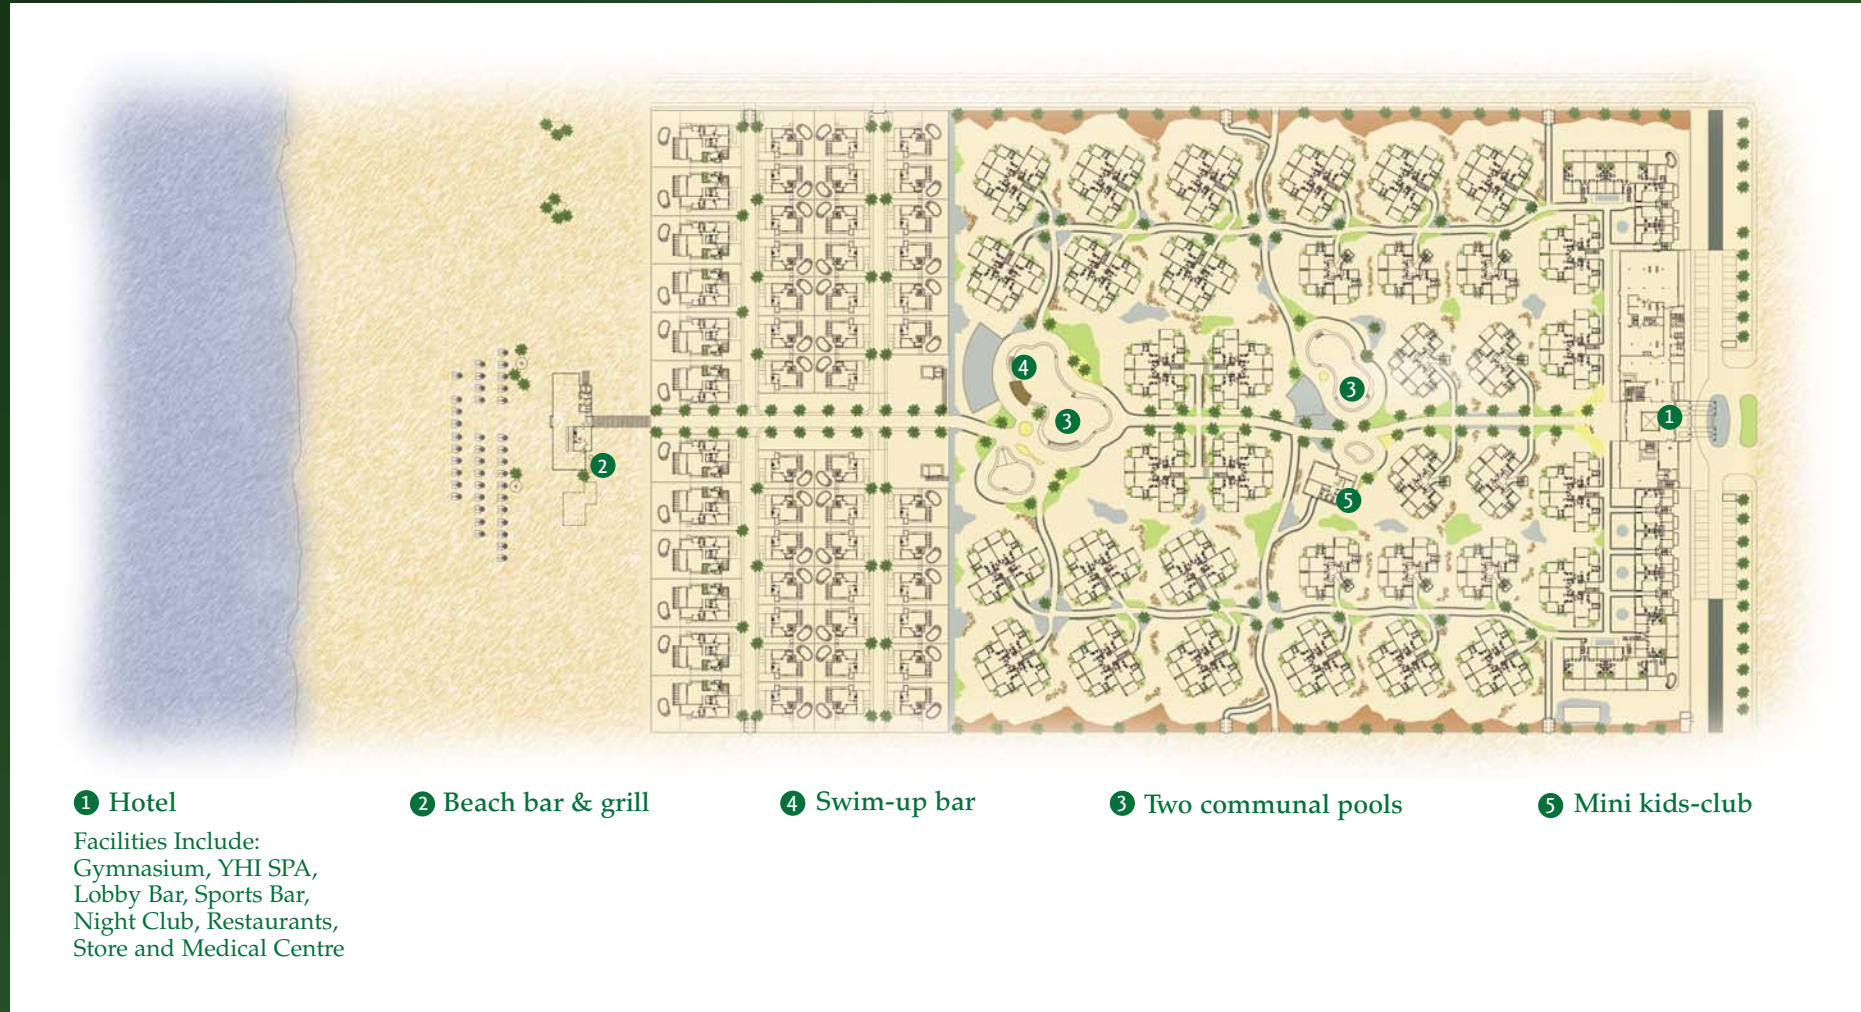 4
3
3
1
2
5
1 Hotel
Facilities Include:
Gymnasium, YHI SPA,
Lobby Bar, Sports Bar,
Night Club, Restaurants,
Store and Medical Centre
2 Beach bar & grill
4 Swim-up bar
3 Two communal pools
5 Mini kids-club